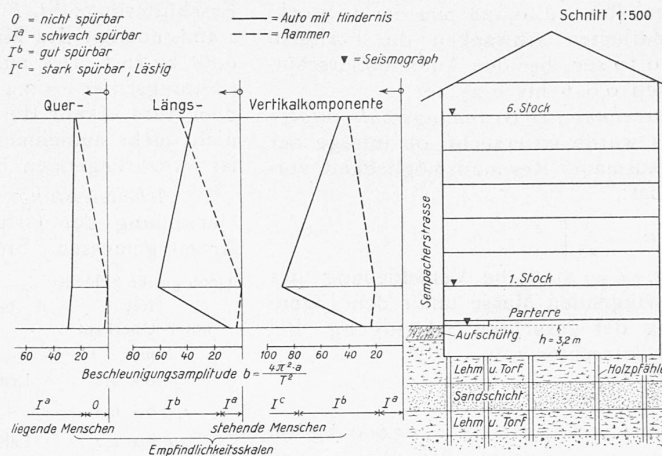 O = nicht spürbar
Iᵃ = schwach spürbar
Iᵇ = gut spürbar
Iᶜ = stark spürbar, Lästig
= Auto mit Hindernis
= Rammen
▼ = Seismograph
Schnitt 1:500
Quer-
Längs-
Vertikalkomponente
6. Stock
1. Stock
Parterre
Sempacherstrasse
Aufschüttg.
h = 3,2 m
Lehm u. Torf
Holzpfähle
Sandschicht
Lehm u. Torf
60 40 20
80 60 40 20
100 80 60 40 20
Beschleunigungsamplitude b = 4π²·a / T²
Iᵃ O Iᵇ Iᵃ Iᶜ Iᵇ Iᵃ
liegende Menschen
stehende Menschen
Empfindlichkeitsskalen